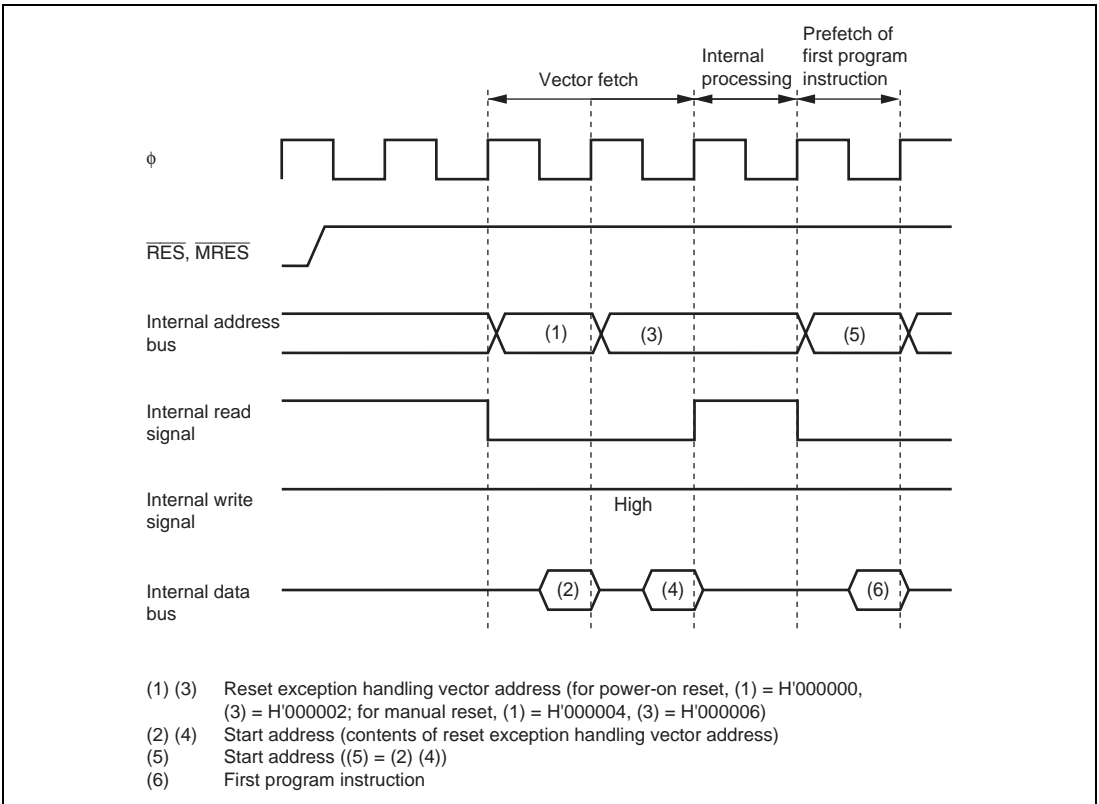 Prefetch of
first program
instruction
Internal
processing
Vector fetch
ϕ
RES, MRES
Internal address
bus
(1)
(3)
(5)
Internal read
signal
Internal write
signal
High
Internal data
bus
(2)
(4)
(6)
(1) (3) Reset exception handling vector address (for power-on reset, (1) = H'000000,
(3) = H'000002; for manual reset, (1) = H'000004, (3) = H'000006)
(2) (4) Start address (contents of reset exception handling vector address)
(5) Start address ((5) = (2) (4))
(6) First program instruction